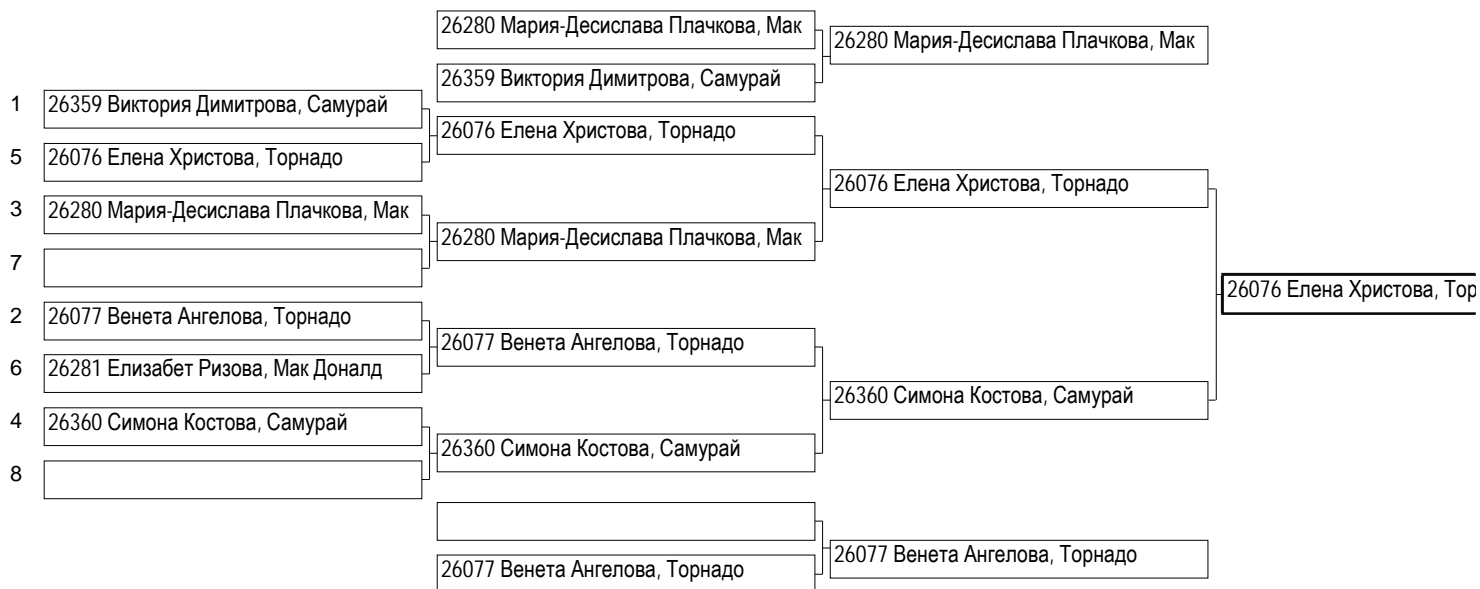 26280 Мария-Десислава Плачкова, Мак
26280 Мария-Десислава Плачкова, Мак
26359 Виктория Димитрова, Самурай
1 26359 Виктория Димитрова, Самурай
26076 Елена Христова, Торнадо
5 26076 Елена Христова, Торнадо
26076 Елена Христова, Торнадо
3 26280 Мария-Десислава Плачкова, Мак
26280 Мария-Десислава Плачкова, Мак
7
26076 Елена Христова, Тор
2 26077 Венета Ангелова, Торнадо
26077 Венета Ангелова, Торнадо
6 26281 Елизабет Ризова, Мак Доналд
26360 Симона Костова, Самурай
4 26360 Симона Костова, Самурай
26360 Симона Костова, Самурай
8
26077 Венета Ангелова, Торнадо
26077 Венета Ангелова, Торнадо